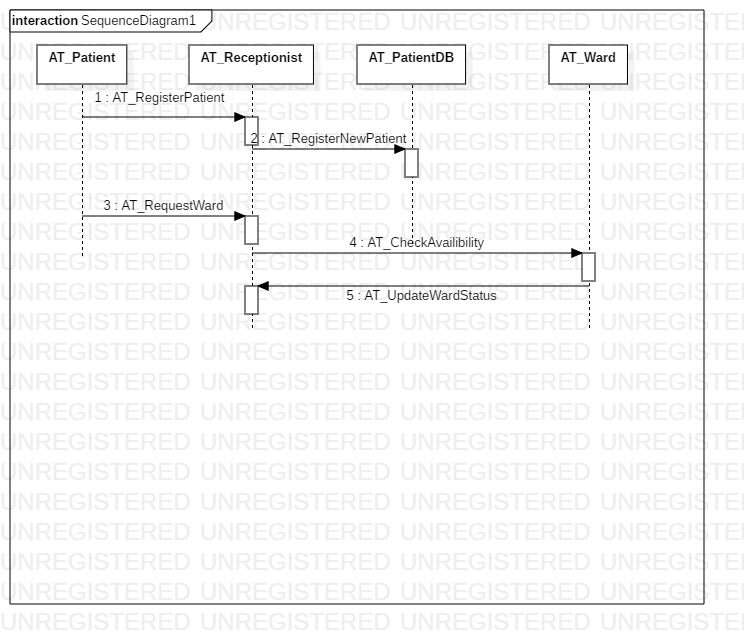 interaction SequenceDiagram1
AT_Patient
AT_Receptionist
AT_PatientDB
AT_Ward
1 : AT_RegisterPatient
2 : AT_RegisterNewPatient
3 : AT_RequestWard
4 : AT_CheckAvailibility
5 : AT_UpdateWardStatus
UNREGISTERED UNREGISTERED UNREGISTERED UNREGISTERED